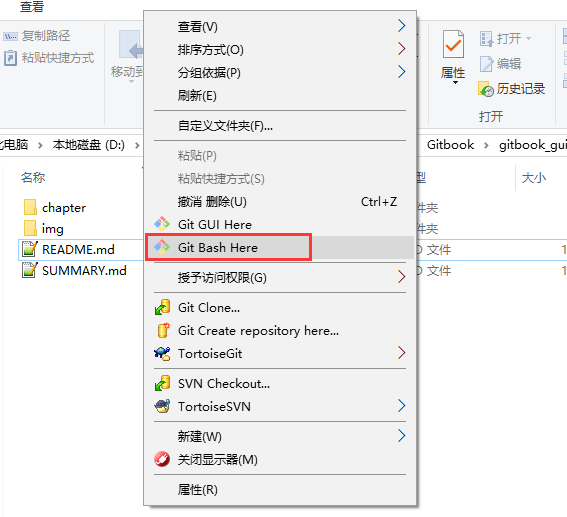 查看
复制路径
粘贴快捷方式
移动到
属性
打开
编辑
历史记录
打开
比电脑
本地磁盘 (D:)
Gitbook
gitbook_gui
名称
型
大小
chapter
件夹
img
件夹
README.md
D 文件
1
SUMMARY.md
D 文件
1
查看(V)
排序方式(O)
分组依据(P)
刷新(E)
自定义文件夹(F)...
粘贴(P)
粘贴快捷方式(S)
撤消 删除(U) Ctrl+Z
Git GUI Here
Git Bash Here
授予访问权限(G)
Git Clone...
Git Create repository here...
TortoiseGit
SVN Checkout...
TortoiseSVN
新建(W)
关闭显示器(M)
属性(R)